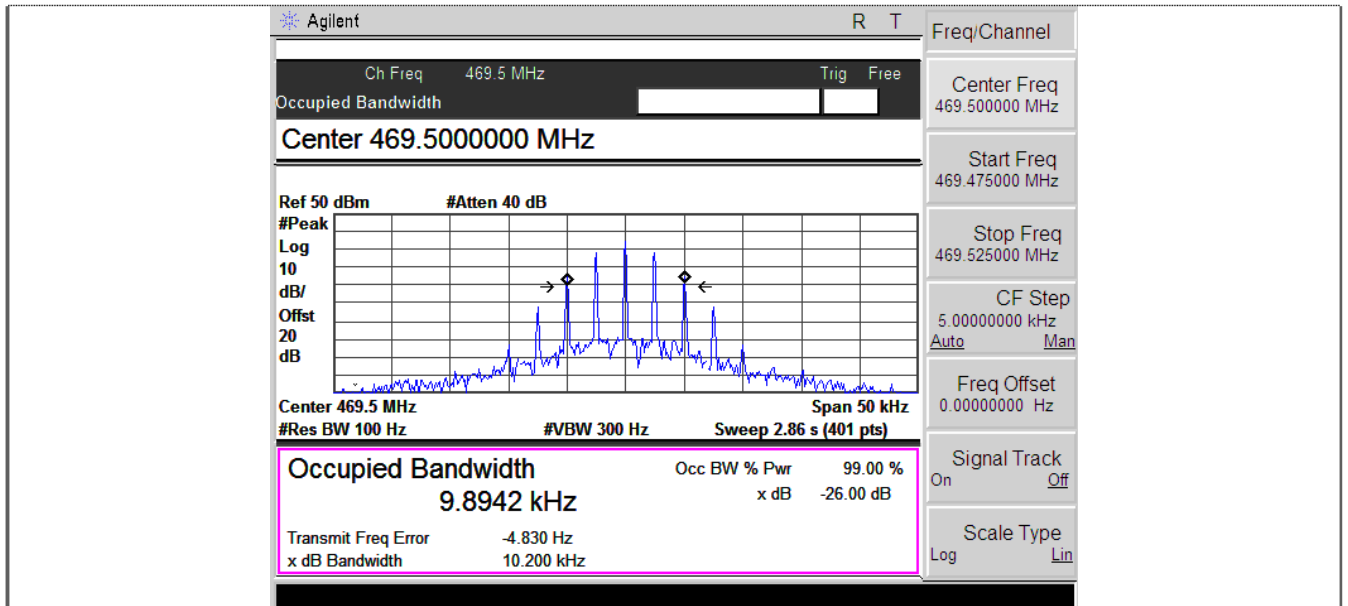 Agilent R T
Ch Freq 469.5 MHz Trig Free
Occupied Bandwidth
Center 469.5000000 MHz
Ref 50 dBm #Atten 40 dB
#Peak
Log
10
dB/
Offst
20
dB
Center 469.5 MHz Span 50 kHz
#Res BW 100 Hz #VBW 300 Hz Sweep 2.86 s (401 pts)
Occupied Bandwidth
9.8942 kHz
Occ BW % Pwr 99.00 %
x dB -26.00 dB
Transmit Freq Error -4.830 Hz
x dB Bandwidth 10.200 kHz
Freq/Channel
Center Freq
469.500000 MHz
Start Freq
469.475000 MHz
Stop Freq
469.525000 MHz
CF Step
5.00000000 kHz
Auto Man
Freq Offset
0.00000000 Hz
Signal Track
On Off
Scale Type
Log Lin